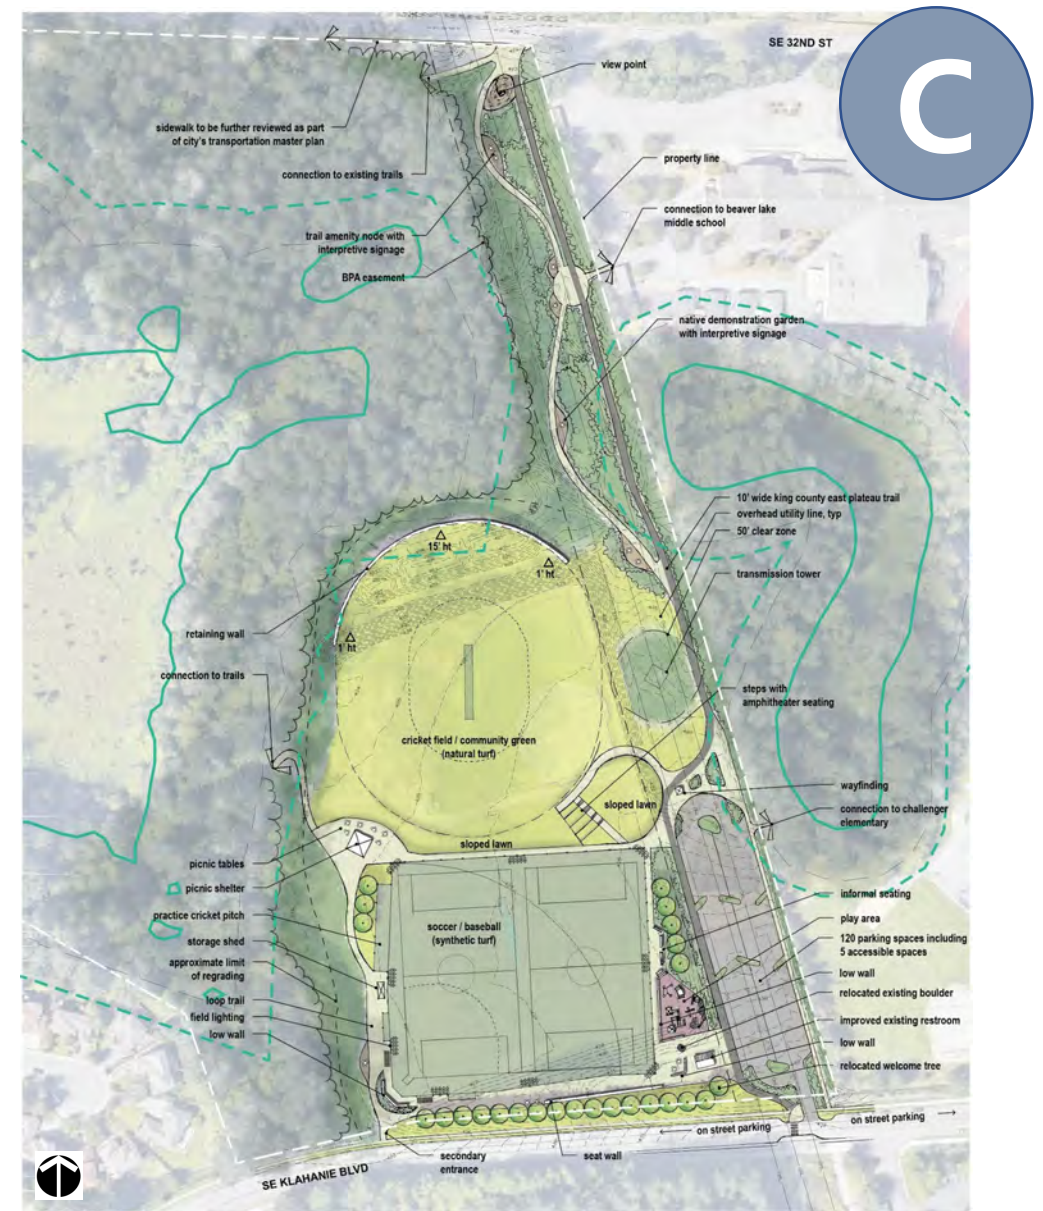 SE 32ND ST
C
view point
sidewalk to be further reviewed as part
of city's transportation master plan
connection to existing trails
property line
connection to beaver lake
middle school
trail amenity node with
interpretive signage
BPA easement
native demonstration garden
with interpretive signage
10' wide king county east plateau trail
overhead utility line, typ
50' clear zone
transmission tower
15' ht
1' ht
1' ht
retaining wall
connection to trails
steps with
amphitheater seating
cricket field / community green
(natural turf)
wayfinding
sloped lawn
connection to challenger
elementary
sloped lawn
picnic tables
picnic shelter
practice cricket pitch
storage shed
approximate limit
of regrading
loop trail
field lighting
low wall
soccer / baseball
(synthetic turf)
informal seating
play area
120 parking spaces including
5 accessible spaces
low wall
relocated existing boulder
improved existing restroom
low wall
relocated welcome tree
on street parking
on street parking
secondary
entrance
seat wall
SE KLAHANIE BLVD